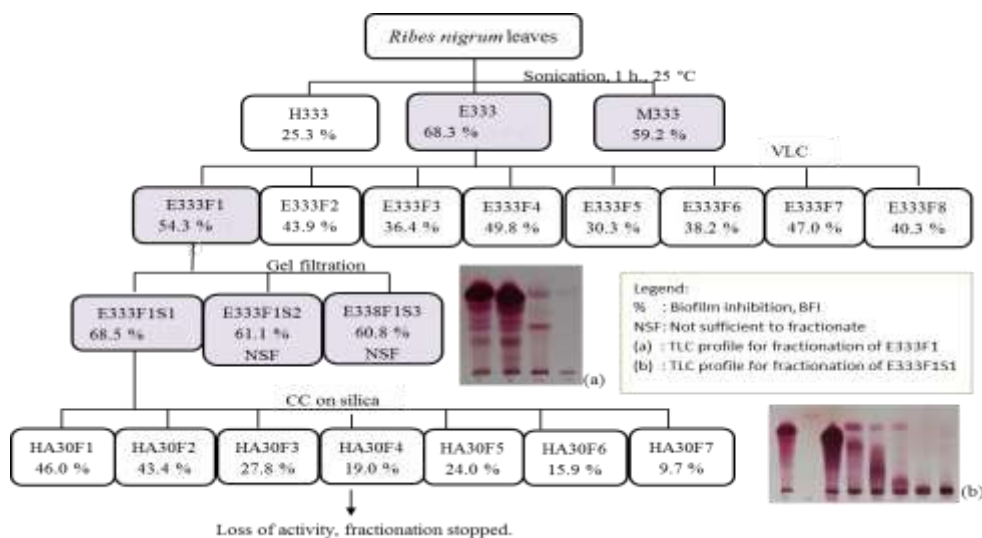 Ribes nigrum leaves
Sonication, 1 h., 25 °C
H333
25.3 %
E333
68.3 %
M333
59.2 %
VLC
E333F1
54.3 %
E333F2
43.9 %
E333F3
36.4 %
E333F4
49.8 %
E333F5
30.3 %
E333F6
38.2 %
E333F7
47.0 %
E333F8
40.3 %
Gel filtration
E333F1S1
68.5 %
E333F1S2
61.1 %
NSF
E338F1S3
60.8 %
NSF
(a)
Legend:
% : Biofilm inhibition, BFI
NSF: Not sufficient to fractionate
(a) : TLC profile for fractionation of E333F1
(b) : TLC profile for fractionation of E333F1S1
CC on silica
HA30F1
46.0 %
HA30F2
43.4 %
HA30F3
27.8 %
HA30F4
19.0 %
HA30F5
24.0 %
HA30F6
15.9 %
HA30F7
9.7 %
(b)
Loss of activity, fractionation stopped.